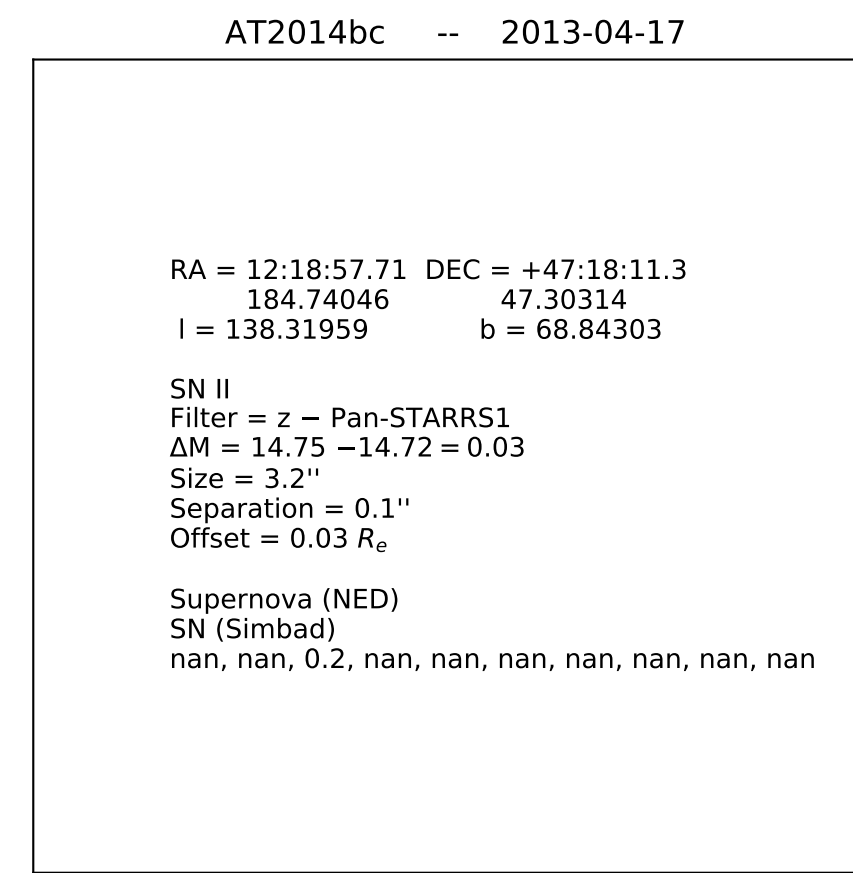 AT2014bc -- 2013-04-17
RA = 12:18:57.71 DEC = +47:18:11.3
184.74046 47.30314
l = 138.31959 b = 68.84303
SN II
Filter = z − Pan-STARRS1
ΔM = 14.75 −14.72 = 0.03
Size = 3.2''
Separation = 0.1''
Offset = 0.03 Rₑ
Supernova (NED)
SN (Simbad)
nan, nan, 0.2, nan, nan, nan, nan, nan, nan, nan